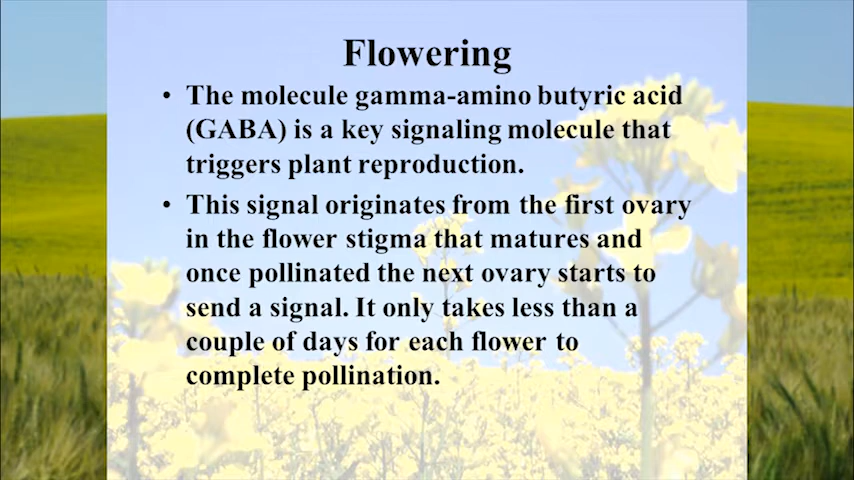 Flowering
• The molecule gamma-amino butyric acid
(GABA) is a key signaling molecule that
triggers plant reproduction.
• This signal originates from the first ovary
in the flower stigma that matures and
once pollinated the next ovary starts to
send a signal. It only takes less than a
couple of days for each flower to
complete pollination.